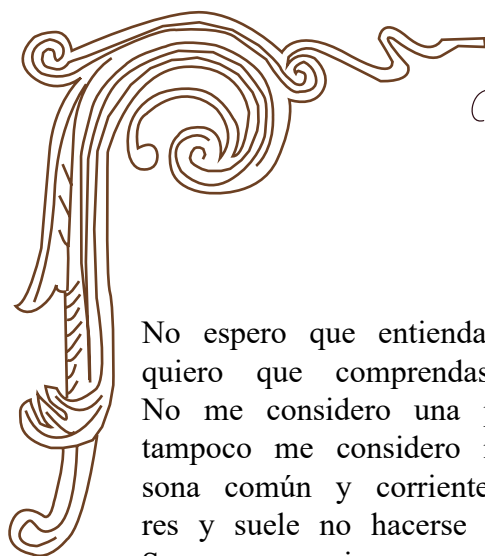 No espero que entienda
quiero que comprendas
No me considero una
tampoco me considero
sona común y corriente
res y suele no hacerse